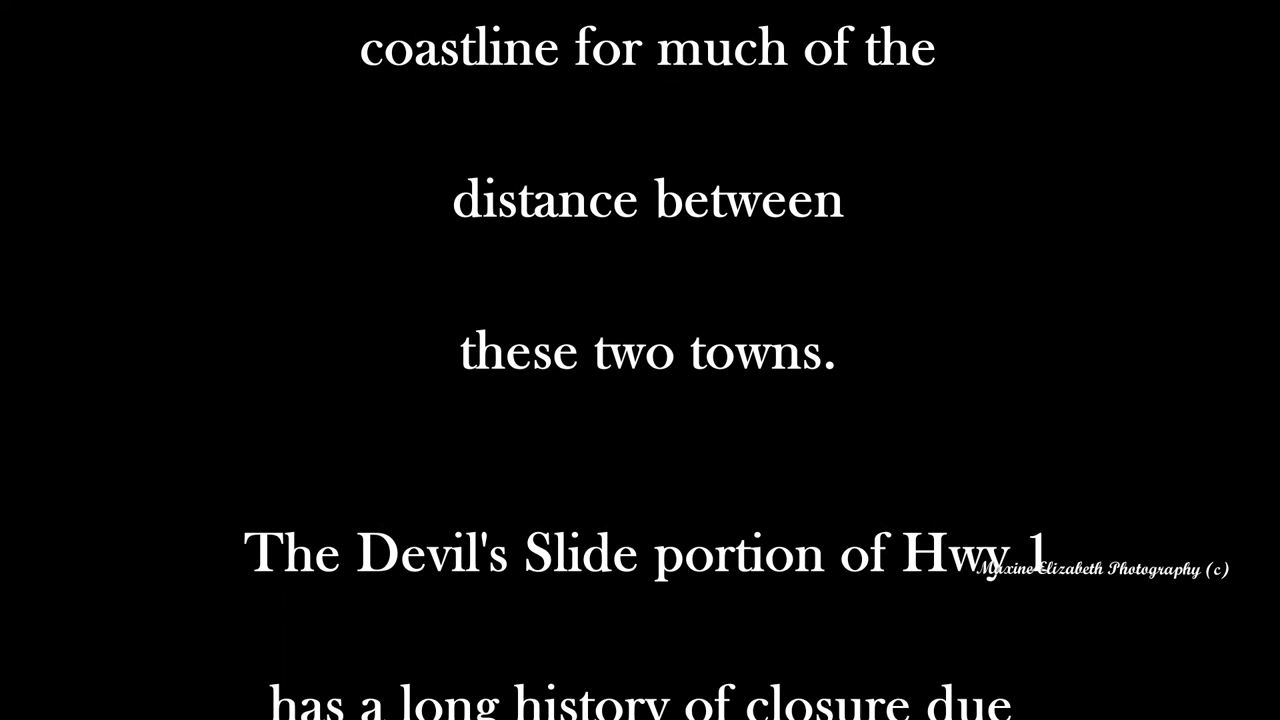 coastline for much of the
distance between
these two towns.
The Devil's Slide portion of Hwy 1
Maxine Elizabeth Photography (c)
has a long history of closure due